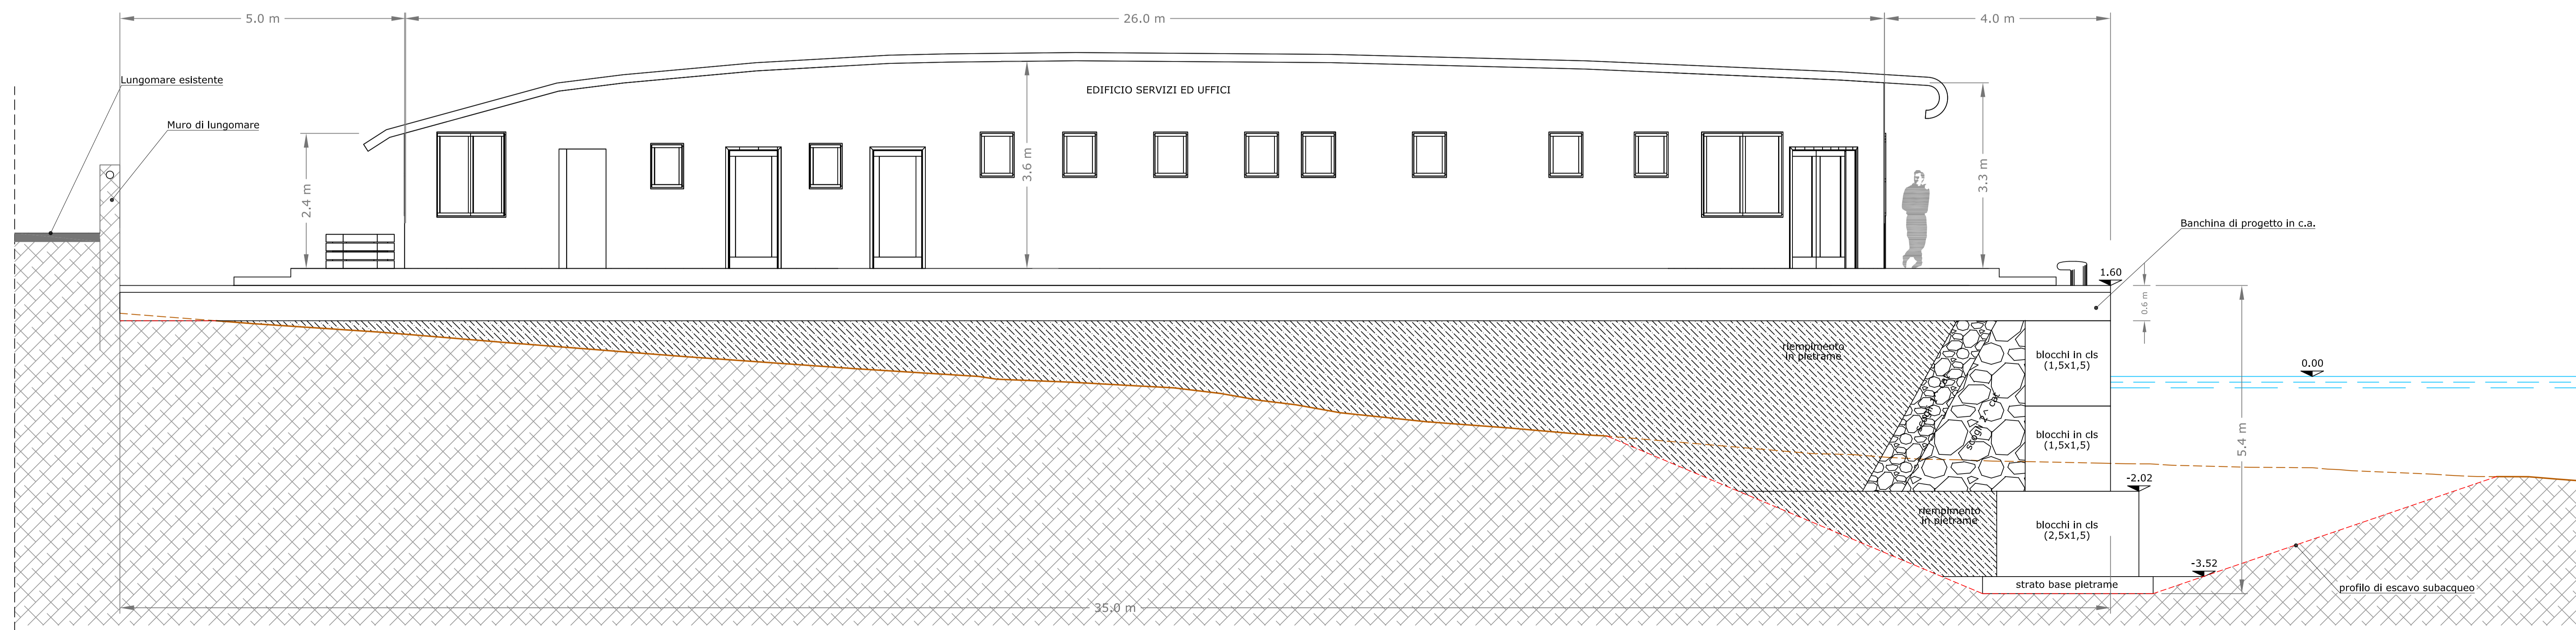 5.0 m
26.0 m
4.0 m
Lungomare esistente
EDIFICIO SERVIZI ED UFFICI
Muro di lungomare
2.4 m
3.6 m
3.3 m
Banchina di progetto in c.a.
1.60
0.6 m
riempimento
in pietrame
blocchi in cls
(1,5x1,5)
0.00
scogli 2^ cat.
blocchi in cls
(1,5x1,5)
5.4 m
-2.02
riempimento
in pietrame
blocchi in cls
(2,5x1,5)
-3.52
strato base pietrame
profilo di escavo subacqueo
35.0 m